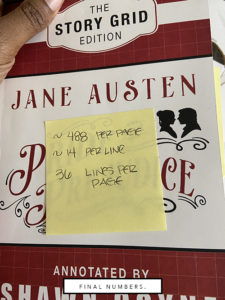 THE
STORY GRID
EDITION
JANE AUSTEN
~ 488 PER PAGE
~ 14 PER LINE
36 LINES PER
PAGE
ANNOTATED BY
FINAL NUMBERS.